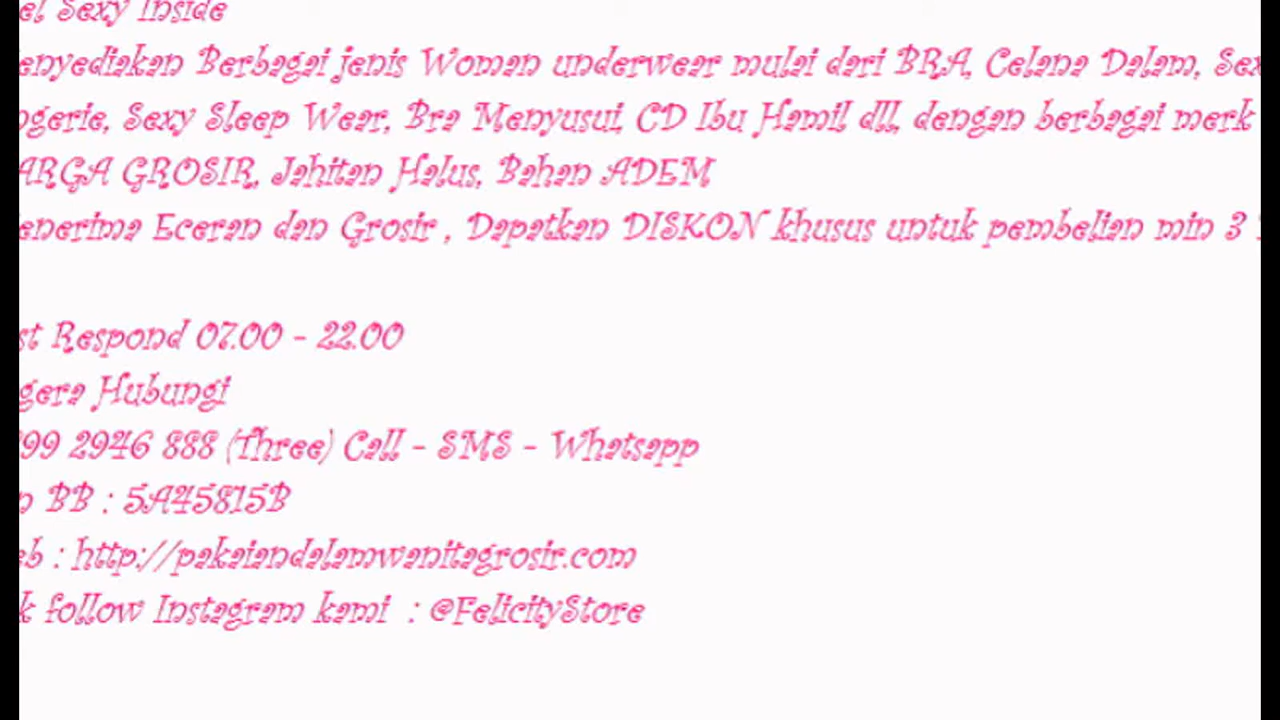 el Sexy Inside
enyediakan Berbagai jenis Woman underwear mulai dari BRA, Celana Dalam, Sex
ngerie, Sexy Sleep Wear, Bra Menyusui, CD Ibu Hamil, dll, dengan berbagai merk
ARGA GROSIR, Jahitan Halus, Bahan ADEM
enerima Eceran dan Grosir , Dapatkan DISKON khusus untuk pembelian min 3
st Respond 07.00 - 22.00
gera Hubungi
99 2946 888 (Three) Call - SMS - Whatsapp
n BB : 5A45815B
eb : http://pakaiandalamwanitagrosir.com
k follow Instagram kami : @FelicityStore